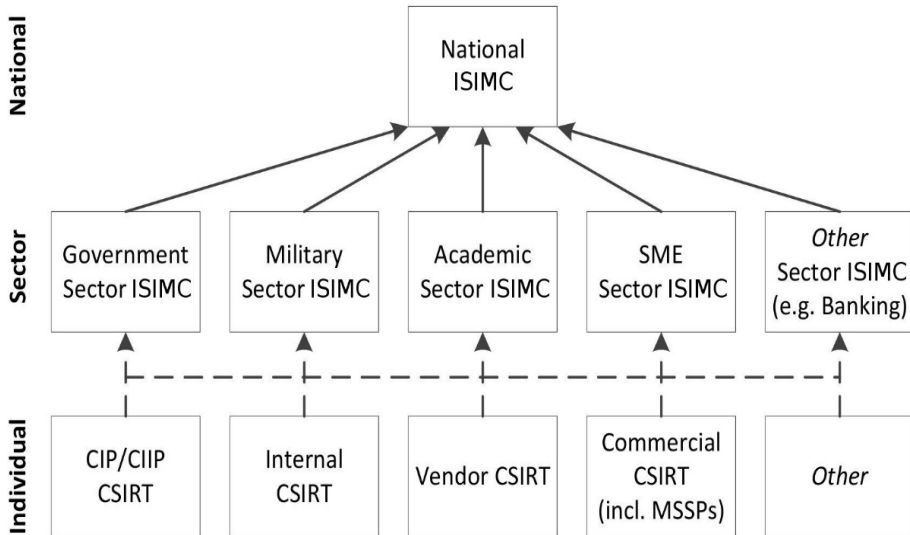 National
National
ISIMC
Sector
Government
Sector ISIMC
Military
Sector ISIMC
Academic
Sector ISIMC
SME
Sector ISIMC
Other
Sector ISIMC
(e.g. Banking)
Individual
CIP/CIIP
CSIRT
Internal
CSIRT
Vendor CSIRT
Commercial
CSIRT
(incl. MSSPs)
Other